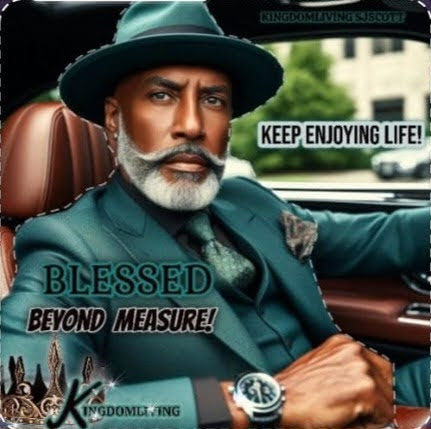 KINGDOMLIVING SJSCOTT
KEEP ENJOYING LIFE!
BLESSED
BEYOND MEASURE!
KINGDOMLIVING